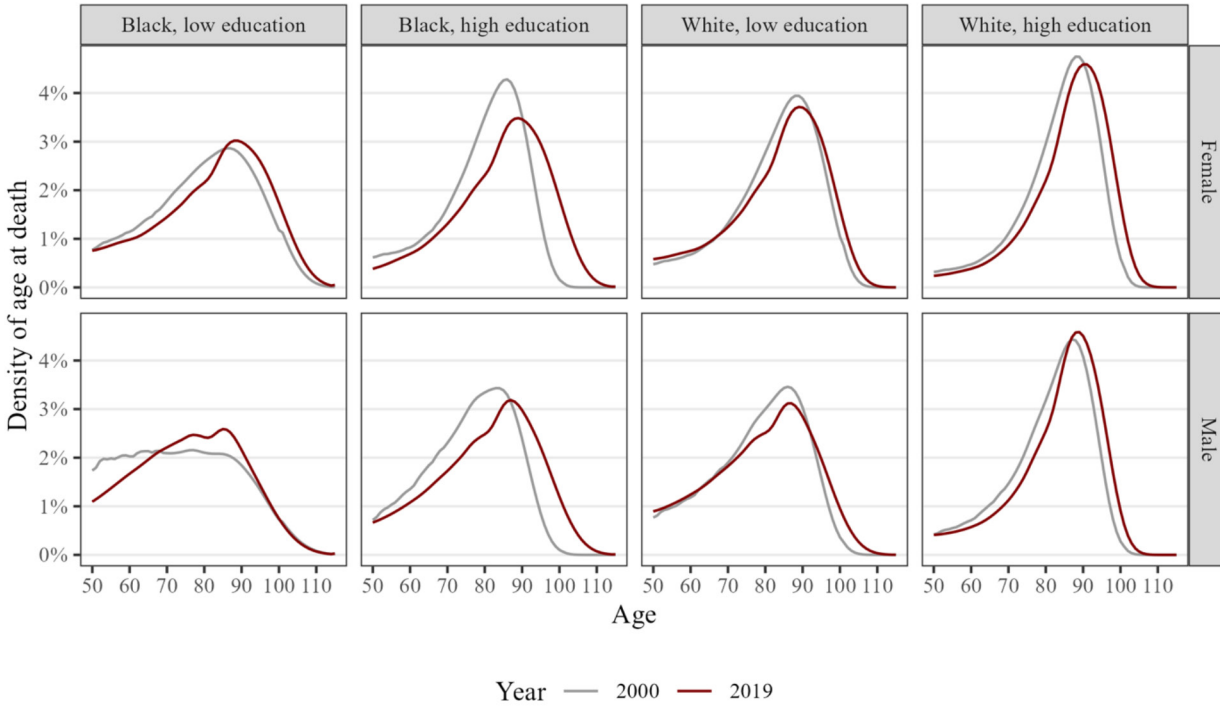 Black, low education
Black, high education
White, low education
White, high education
Density of age at death
4%
3%
2%
1%
0%
Female
4%
3%
2%
1%
0%
Male
50 60 70 80 90 100 110
50 60 70 80 90 100 110
50 60 70 80 90 100 110
50 60 70 80 90 100 110
Age
Year 2000 2019